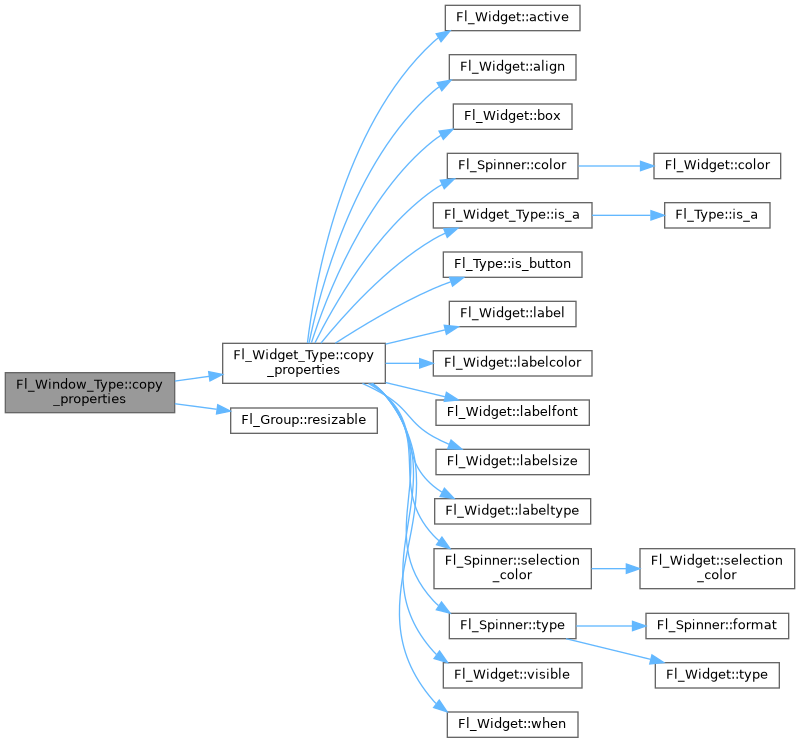 Fl_Widget::active
Fl_Widget::align
Fl_Widget::box
Fl_Spinner::color
Fl_Widget::color
Fl_Widget_Type::is_a
Fl_Type::is_a
Fl_Type::is_button
Fl_Widget::label
Fl_Widget_Type::copy
_properties
Fl_Widget::labelcolor
Fl_Window_Type::copy
_properties
Fl_Group::resizable
Fl_Widget::labelfont
Fl_Widget::labelsize
Fl_Widget::labeltype
Fl_Spinner::selection
_color
Fl_Widget::selection
_color
Fl_Spinner::type
Fl_Spinner::format
Fl_Widget::visible
Fl_Widget::type
Fl_Widget::when